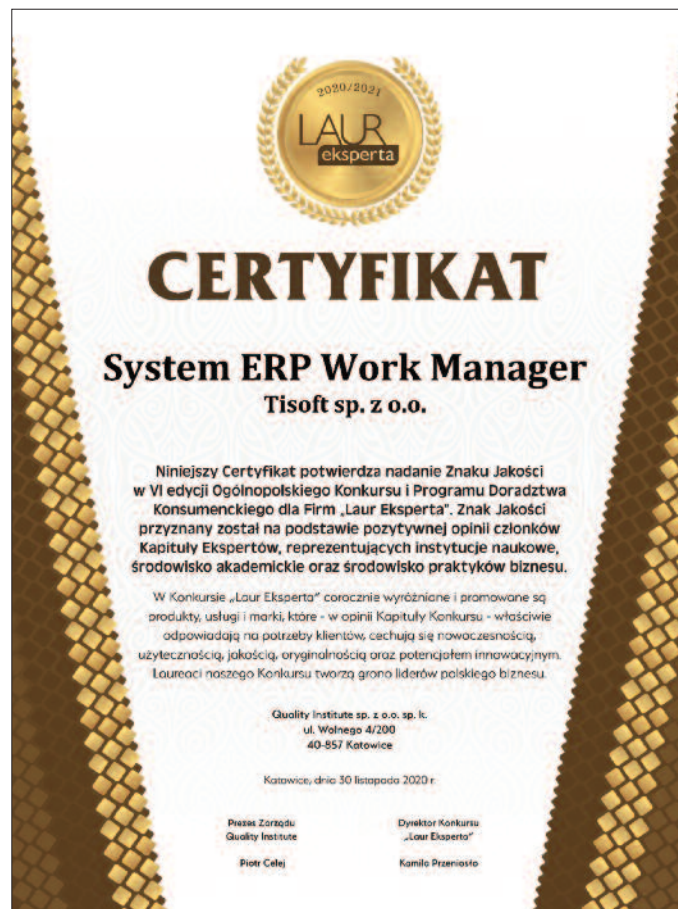 2020/2021
LAUR
eksperta
CERTYFIKAT
System ERP Work Manager
Tisoft sp. z o.o.
Niniejszy Certyfikat potwierdza nadanie Znaku Jakości
w VI edycji Ogólnopolskiego Konkursu i Programu Doradztwa
Konsumenckiego dla Firm „Laur Eksperta”. Znak Jakości
przyznany został na podstawie pozytywnej opinii członków
Kapituły Ekspertów, reprezentujących instytucje naukowe,
środowisko akademickie oraz środowisko praktyków biznesu.
W Konkursie „Laur Eksperta” corocznie wyróżniane i promowane są
produkty, usługi i marki, które - w opinii Kapituły Konkursu - właściwie
odpowiadają na potrzeby klientów, cechują się nowoczesnością,
użytecznością, jakością, oryginalnością oraz potencjałem innowacyjnym.
Laureaci naszego Konkursu tworzą grono liderów polskiego biznesu.
Quality Institute sp. z o.o. sp. k.
ul. Wolnego 4/200
40-857 Katowice
Katowice, dnia 30 listopada 2020 r.
Prezes Zarządu
Quality Institute
Piotr Celej
Dyrektor Konkursu
„Laur Eksperta”
Kamila Przeniosło